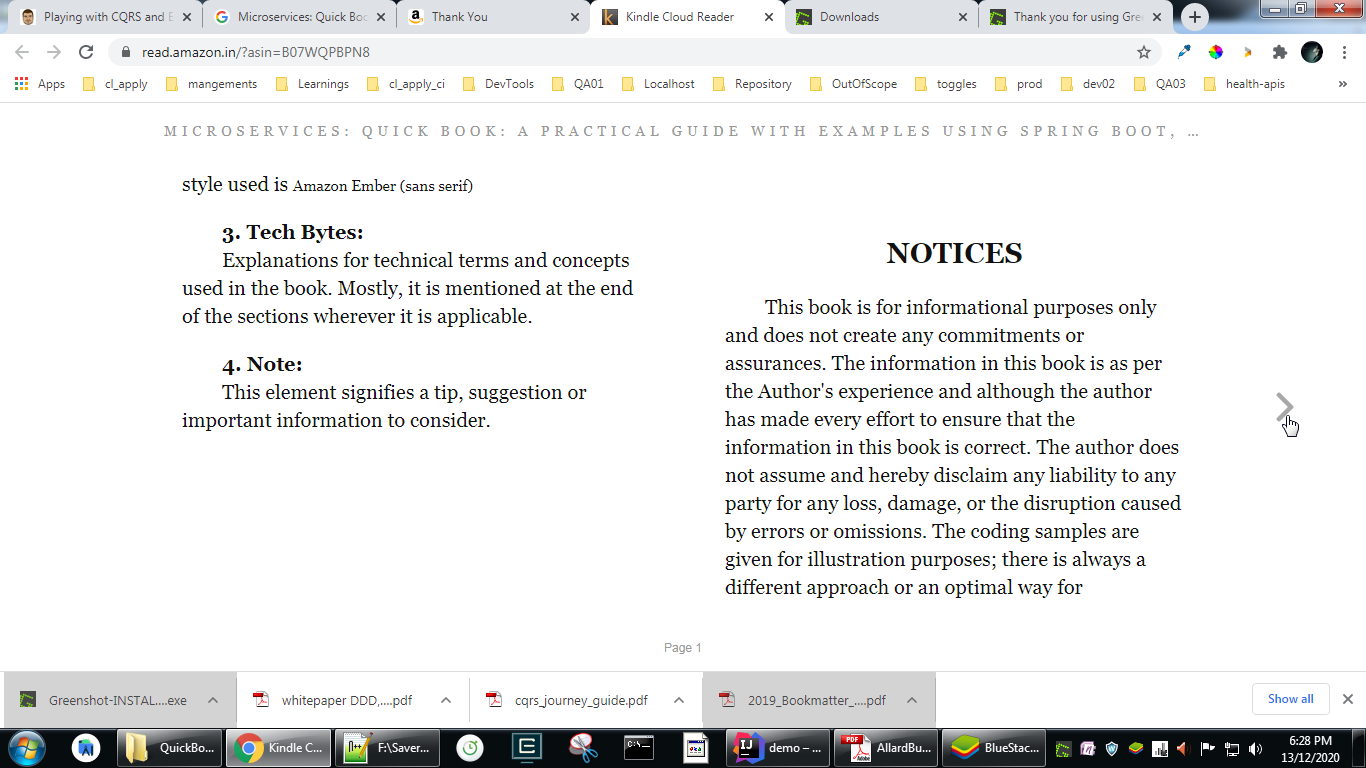 Playing with CQRS and E
Microservices: Quick Boo
Thank You
Kindle Cloud Reader
Downloads
Thank you for using Gre
read.amazon.in/?asin=B07WQPBPN8
Apps
cl_apply
mangements
Learnings
cl_apply_ci
DevTools
QA01
Localhost
Repository
OutOfScope
toggles
prod
dev02
QA03
health-apis
»
MICROSERVICES: QUICK BOOK: A PRACTICAL GUIDE WITH EXAMPLES USING SPRING BOOT, ...
style used is Amazon Ember (sans serif)
3. Tech Bytes:
Explanations for technical terms and concepts
used in the book. Mostly, it is mentioned at the end
of the sections wherever it is applicable.
4. Note:
This element signifies a tip, suggestion or
important information to consider.
NOTICES
This book is for informational purposes only
and does not create any commitments or
assurances. The information in this book is as per
the Author's experience and although the author
has made every effort to ensure that the
information in this book is correct. The author does
not assume and hereby disclaim any liability to any
party for any loss, damage, or the disruption caused
by errors or omissions. The coding samples are
given for illustration purposes; there is always a
different approach or an optimal way for
Page 1
Greenshot-INSTAL....exe
whitepaper DDD,....pdf
cqrs_journey_guide.pdf
2019_Bookmatter_....pdf
Show all
QuickBo...
Kindle C...
F:\Saver...
demo – ...
AllardBu...
BlueStac...
6:28 PM
13/12/2020